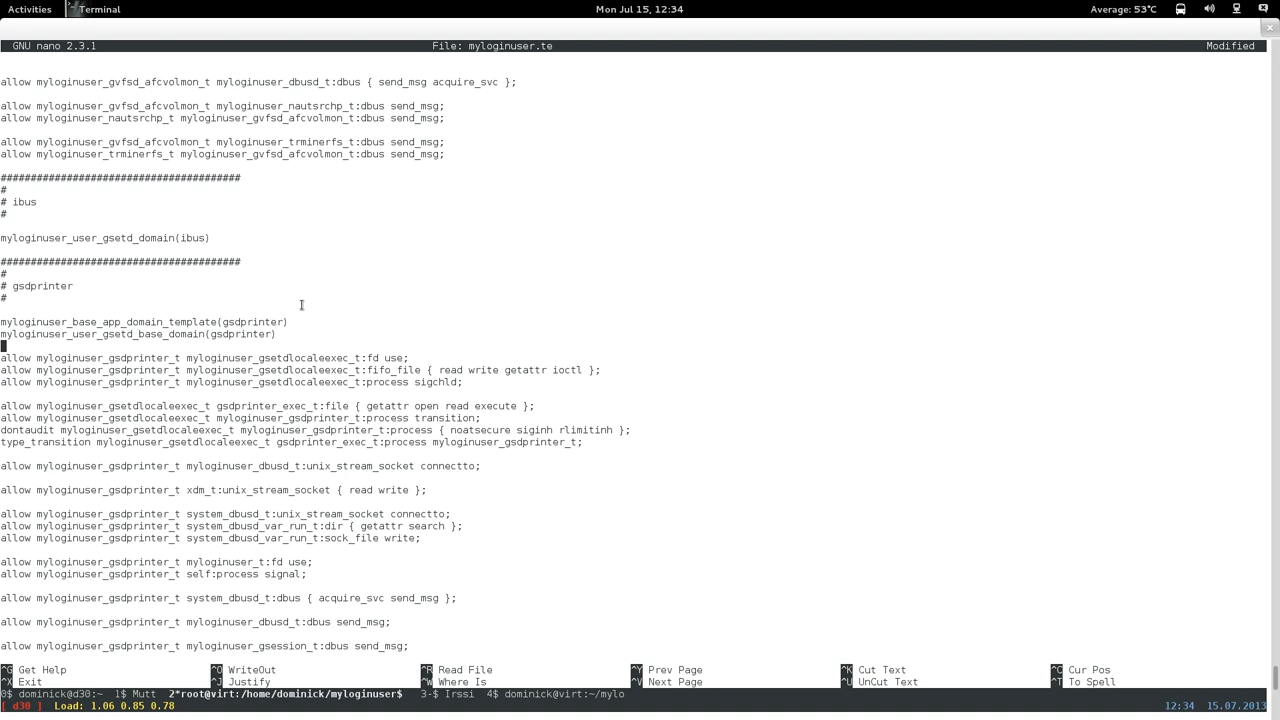 Activities Terminal Mon Jul 15, 12:34 Average: 53°C
GNU nano 2.3.1 File: myloginuser.te Modified
allow myloginuser_gvfsd_afcvolmon_t myloginuser_dbusd_t:dbus { send_msg acquire_svc };
allow myloginuser_gvfsd_afcvolmon_t myloginuser_nautsrchp_t:dbus send_msg;
allow myloginuser_nautsrchp_t myloginuser_gvfsd_afcvolmon_t:dbus send_msg;
allow myloginuser_gvfsd_afcvolmon_t myloginuser_trminerfs_t:dbus send_msg;
allow myloginuser_trminerfs_t myloginuser_gvfsd_afcvolmon_t:dbus send_msg;
########################################
#
# ibus
#
myloginuser_user_gsetd_domain(ibus)
########################################
#
# gsdprinter
#
myloginuser_base_app_domain_template(gsdprinter)
myloginuser_user_gsetd_base_domain(gsdprinter)
allow myloginuser_gsdprinter_t myloginuser_gsetdlocaleexec_t:fd use;
allow myloginuser_gsdprinter_t myloginuser_gsetdlocaleexec_t:fifo_file { read write getattr ioctl };
allow myloginuser_gsdprinter_t myloginuser_gsetdlocaleexec_t:process sigchld;
allow myloginuser_gsetdlocaleexec_t gsdprinter_exec_t:file { getattr open read execute };
allow myloginuser_gsetdlocaleexec_t myloginuser_gsdprinter_t:process transition;
dontaudit myloginuser_gsetdlocaleexec_t myloginuser_gsdprinter_t:process { noatsecure siginh rlimitinh };
type_transition myloginuser_gsetdlocaleexec_t gsdprinter_exec_t:process myloginuser_gsdprinter_t;
allow myloginuser_gsdprinter_t myloginuser_dbusd_t:unix_stream_socket connectto;
allow myloginuser_gsdprinter_t xdm_t:unix_stream_socket { read write };
allow myloginuser_gsdprinter_t system_dbusd_t:unix_stream_socket connectto;
allow myloginuser_gsdprinter_t system_dbusd_var_run_t:dir { getattr search };
allow myloginuser_gsdprinter_t system_dbusd_var_run_t:sock_file write;
allow myloginuser_gsdprinter_t myloginuser_t:fd use;
allow myloginuser_gsdprinter_t self:process signal;
allow myloginuser_gsdprinter_t system_dbusd_t:dbus { acquire_svc send_msg };
allow myloginuser_gsdprinter_t myloginuser_dbusd_t:dbus send_msg;
allow myloginuser_gsdprinter_t myloginuser_gsession_t:dbus send_msg;
^G Get Help ^O WriteOut ^R Read File ^Y Prev Page ^K Cut Text ^C Cur Pos
^X Exit ^J Justify ^W Where Is ^V Next Page ^U UnCut Text ^T To Spell
0$ dominick@d30:~ 1$ Mutt 2*root@virt:/home/dominick/myloginuser$ 3-$ Irssi 4$ dominick@virt:~/mylo
[ d30 ] Load: 1.06 0.85 0.78 12:34 15.07.2013